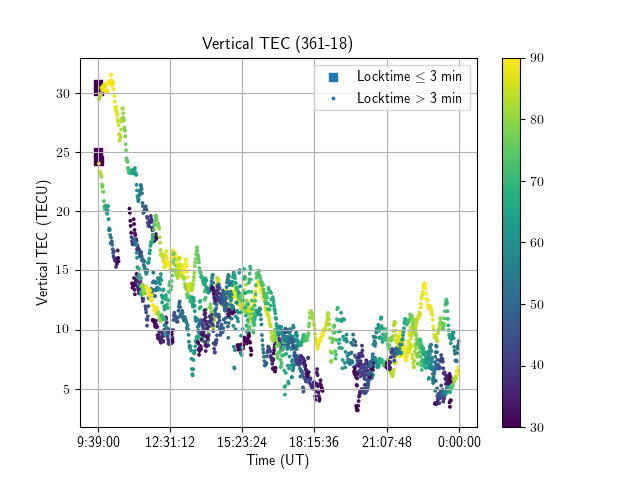 Vertical TEC (361-18)
Locktime ≤ 3 min
Locktime > 3 min
Vertical TEC (TECU)
30
25
20
15
10
5
9:39:00 12:31:12 15:23:24 18:15:36 21:07:48 0:00:00
Time (UT)
90
80
70
60
50
40
30